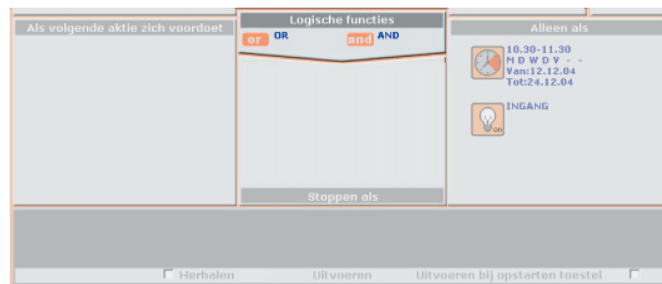 Als volgende aktie zich voordoet
Logische functies
or OR and AND
Stoppen als
Alleen als
10.30-11.30
M D W D V - -
Van:12.12.04
Tot:24.12.04
INGANG
on
Herhalen Uitvoeren Uitvoeren bij opstarten toestel